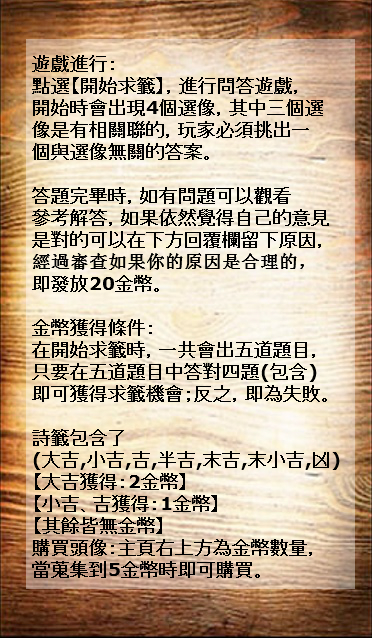 遊戲進行:
點選【開始求籤】, 進行問答遊戲,
開始時會出現4個選像, 其中三個選
像是有相關聯的, 玩家必須挑出一
個與選像無關的答案。
答題完畢時, 如有問題可以觀看
參考解答, 如果依然覺得自己的意見
是對的可以在下方回覆欄留下原因,
經過審查如果你的原因是合理的,
即發放20金幣。
金幣獲得條件:
在開始求籤時, 一共會出五道題目,
只要在五道題目中答對四題(包含)
即可獲得求籤機會;反之, 即為失敗。
詩籤包含了
(大吉,小吉,吉,半吉,末吉,末小吉,凶)
【大吉獲得:2金幣】
【小吉、吉獲得:1金幣】
【其餘皆無金幣】
購買頭像:主頁右上方為金幣數量,
當蒐集到5金幣時即可購買。